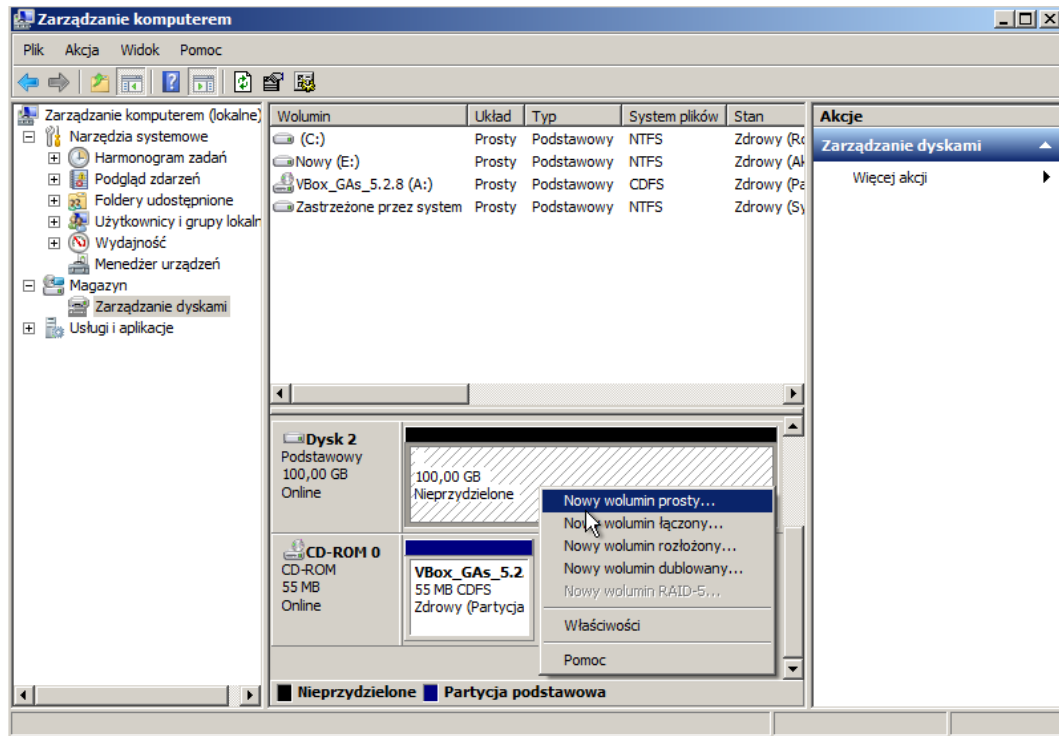 Zarządzanie komputerem
Plik Akcja Widok Pomoc
Zarządzanie komputerem (lokalne)
Narzędzia systemowe
Harmonogram zadań
Podgląd zdarzeń
Foldery udostępnione
Użytkownicy i grupy lokaln
Wydajność
Menedżer urządzeń
Magazyn
Zarządzanie dyskami
Usługi i aplikacje
Wolumin Układ Typ System plików Stan
(C:) Prosty Podstawowy NTFS Zdrowy (Ro
Nowy (E:) Prosty Podstawowy NTFS Zdrowy (Ak
VBox_GAs_5.2.8 (A:) Prosty Podstawowy CDFS Zdrowy (Pa
Zastrzeżone przez system Prosty Podstawowy NTFS Zdrowy (Sy
Dysk 2
Podstawowy
100,00 GB
Online
100,00 GB
Nieprzydzielone
CD-ROM 0
CD-ROM
55 MB
Online
VBox_GAs_5.2
55 MB CDFS
Zdrowy (Partycja
Nowy wolumin prosty...
Nowy wolumin łączony...
Nowy wolumin rozłożony...
Nowy wolumin dublowany...
Nowy wolumin RAID-5...
Właściwości
Pomoc
Nieprzydzielone Partycja podstawowa
Akcje
Zarządzanie dyskami
Więcej akcji